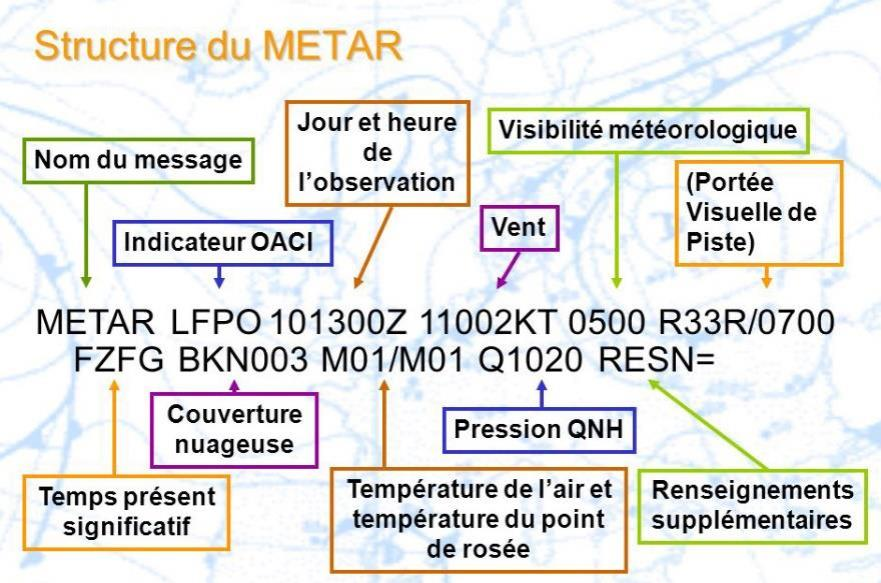 Structure du METAR
Nom du message
Jour et heure
de
l'observation
Visibilité météorologique
Indicateur OACI
Vent
(Portée
Visuelle de
Piste)
METAR LFPO 101300Z 11002KT 0500 R33R/0700
FZFG BKN003 M01/M01 Q1020 RESN=
Couverture
nuageuse
Pression QNH
Temps présent
significatif
Température de l'air et
température du point
de rosée
Renseignements
supplémentaires